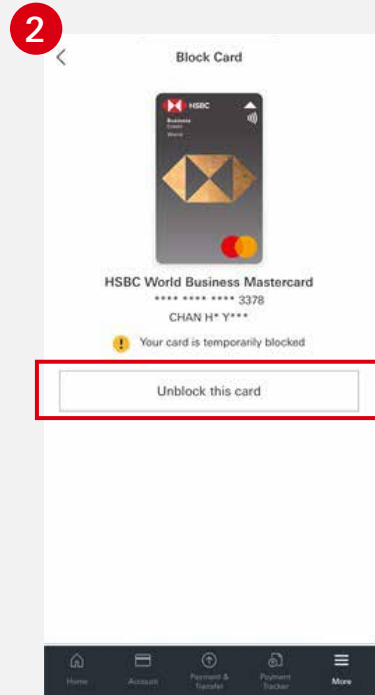 2
Block Card
HSBC
Business
World
HSBC World Business Mastercard
**** **** **** 3378
CHAN H* Y***
! Your card is temporarily blocked
Unblock this card
Home
Account
Payment &
Transfer
Payment
Tracker
More